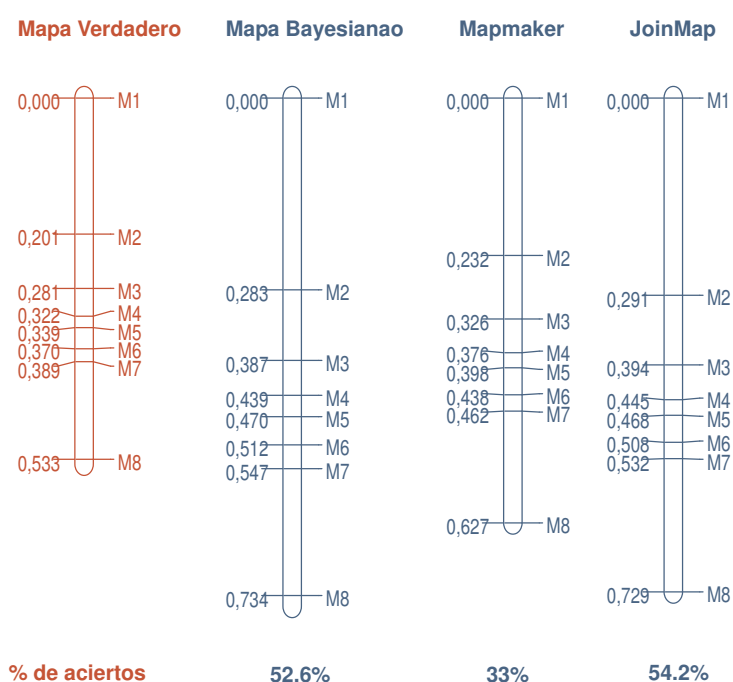 Mapa Verdadero Mapa Bayesianao Mapmaker JoinMap
0,000 M1 0,000 M1 0,000 M1 0,000 M1
0,201 M2
0,232 M2
0,281 M3 0,283 M2 0,291 M2
0,322 M4 0,326 M3
0,339 M5
0,370 M6 0,376 M4
0,389 M7 0,387 M3 0,398 M5 0,394 M3
0,439 M4 0,438 M6 0,445 M4
0,470 M5 0,462 M7 0,468 M5
0,512 M6 0,508 M6
0,533 M8 0,547 M7 0,532 M7
0,627 M8
0,734 M8 0,729 M8
% de aciertos 52.6% 33% 54.2%